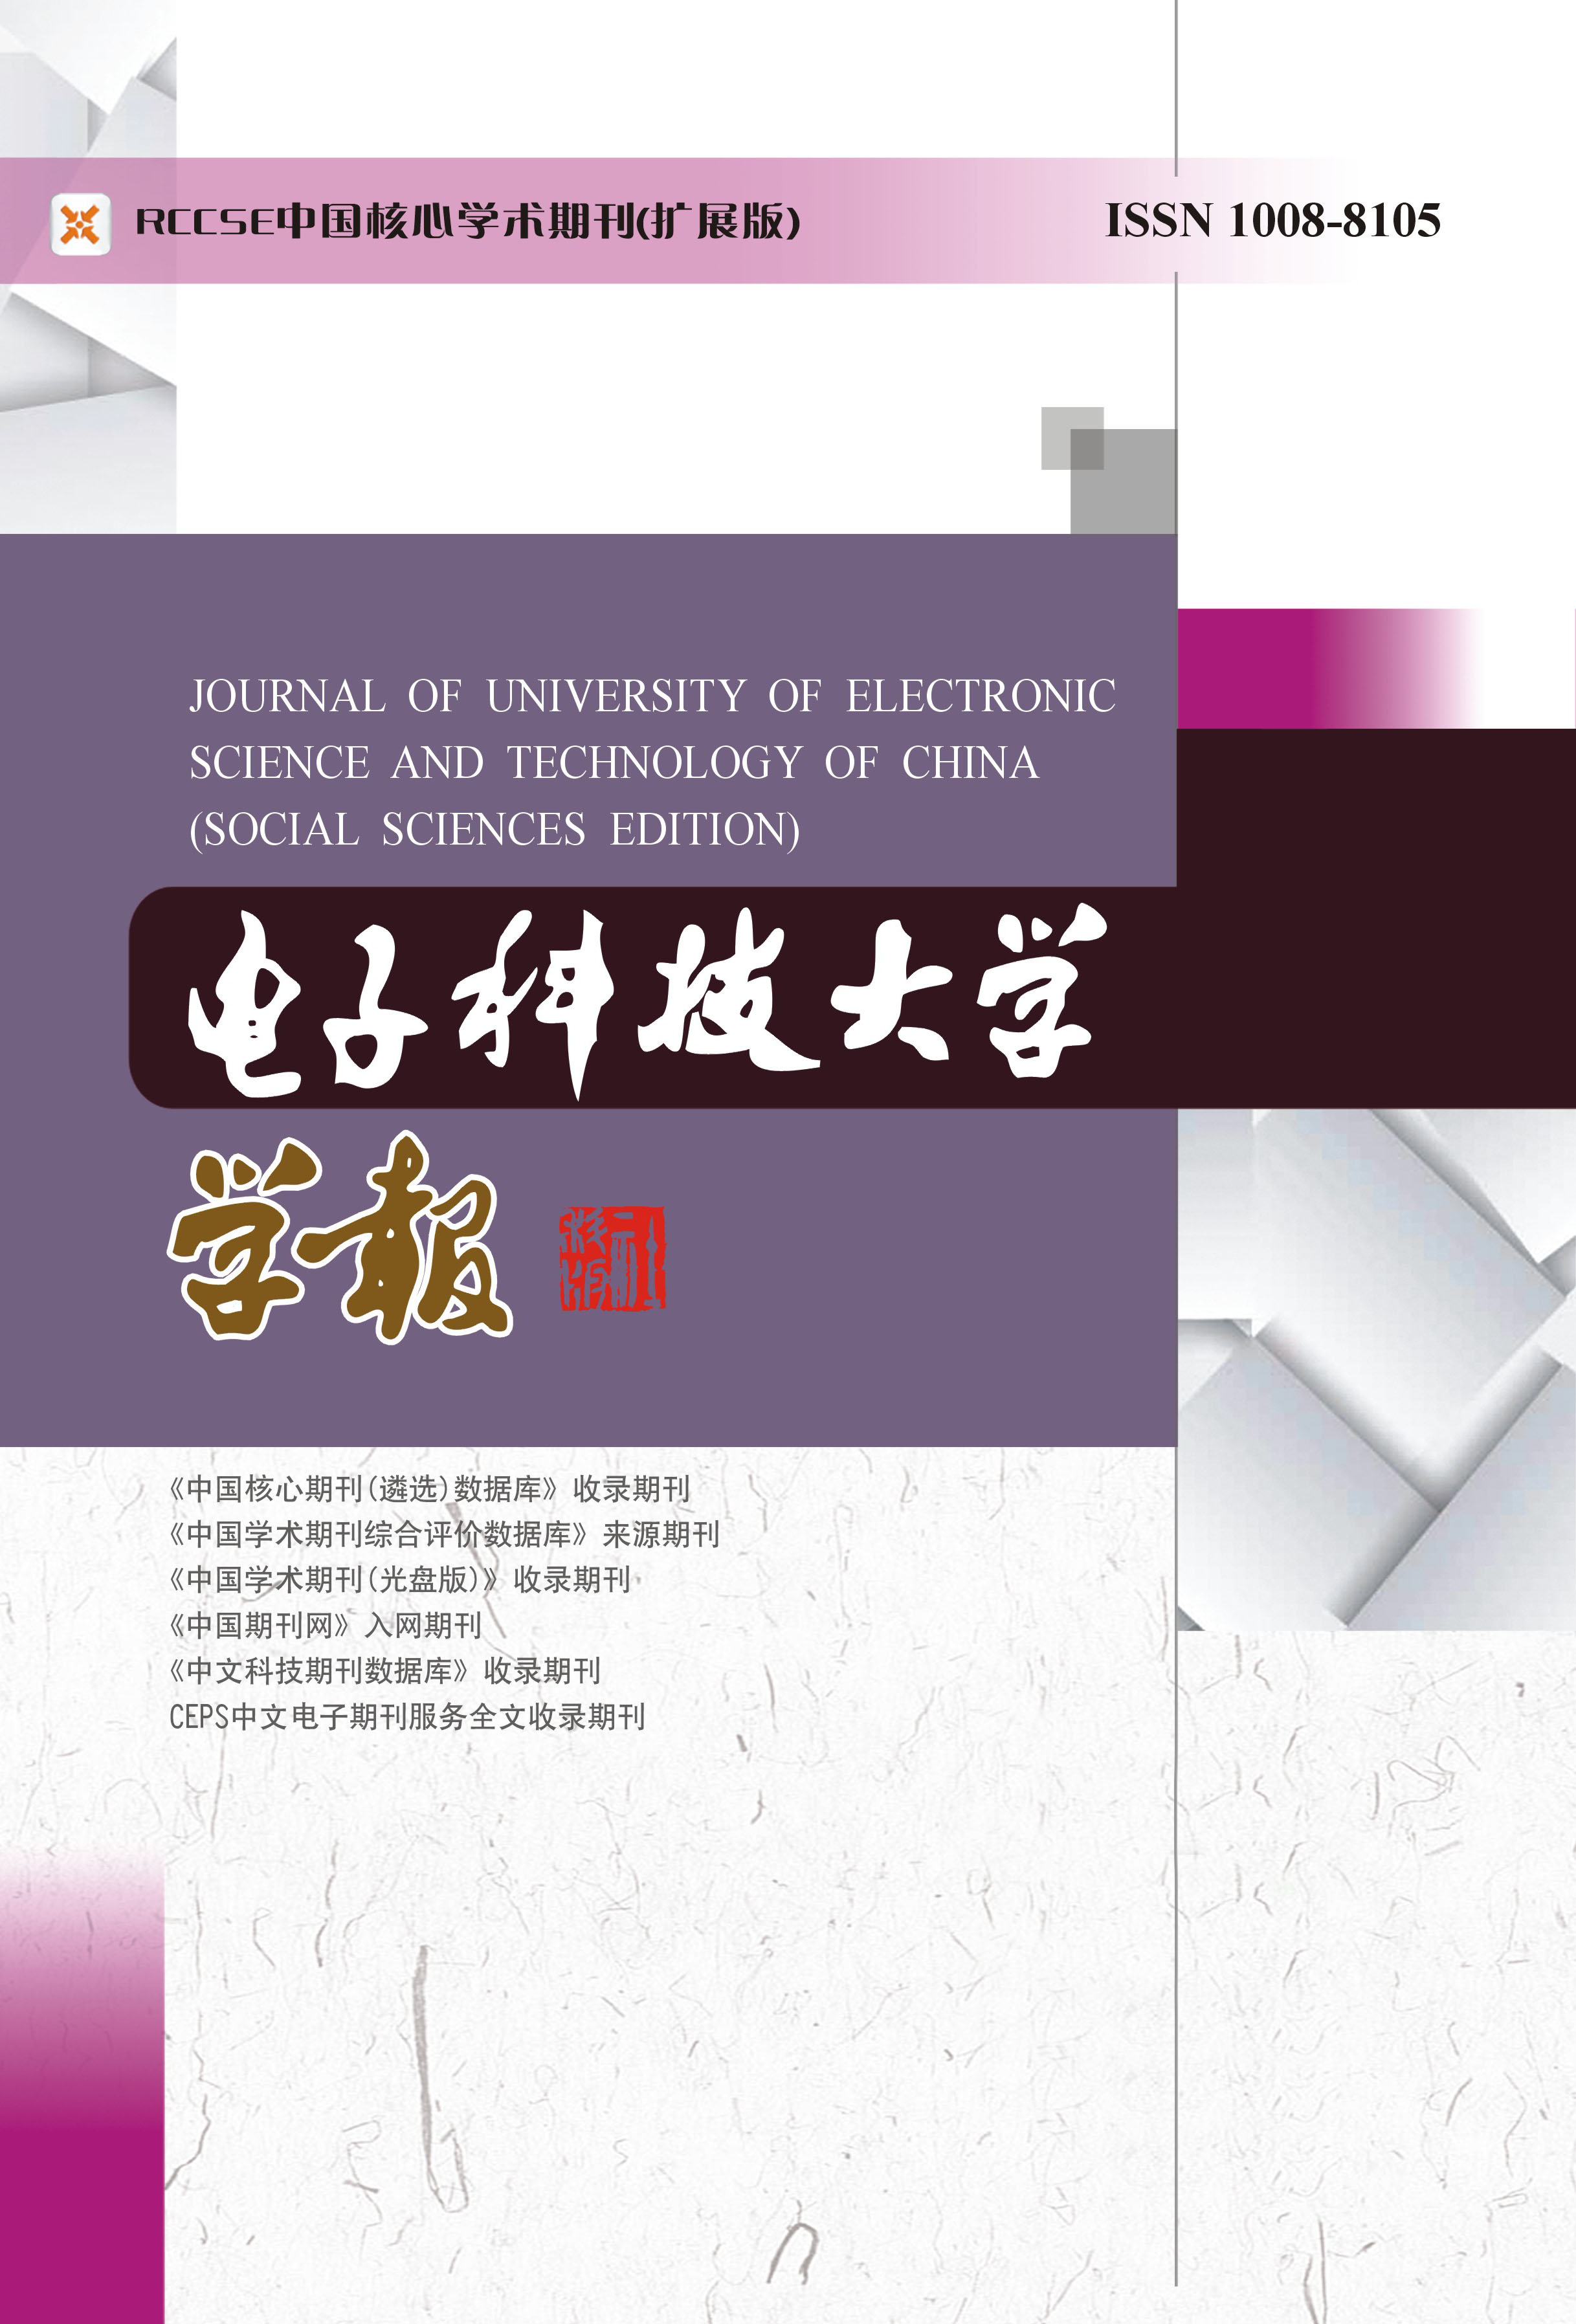 RCCSE中国核心学术期刊(扩展版)
ISSN 1008-8105
JOURNAL OF UNIVERSITY OF ELECTRONIC
SCIENCE AND TECHNOLOGY OF CHINA
(SOCIAL SCIENCES EDITION)
电子科技大学
学报
《中国核心期刊(遴选)数据库》收录期刊
《中国学术期刊综合评价数据库》来源期刊
《中国学术期刊(光盘版)》收录期刊
《中国期刊网》入网期刊
《中文科技期刊数据库》收录期刊
CEPS中文电子期刊服务全文收录期刊